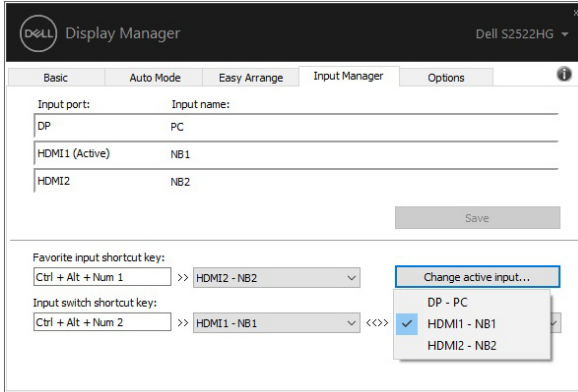 DELL Display Manager Dell S2522HG
Basic Auto Mode Easy Arrange Input Manager Options
Input port: Input name:
DP PC
HDMI1 (Active) NB1
HDMI2 NB2
Save
Favorite input shortcut key:
Ctrl + Alt + Num 1 >> HDMI2 - NB2 Change active input...
Input switch shortcut key:
Ctrl + Alt + Num 2 >> HDMI1 - NB1 <<>>
DP - PC
HDMI1 - NB1
HDMI2 - NB2